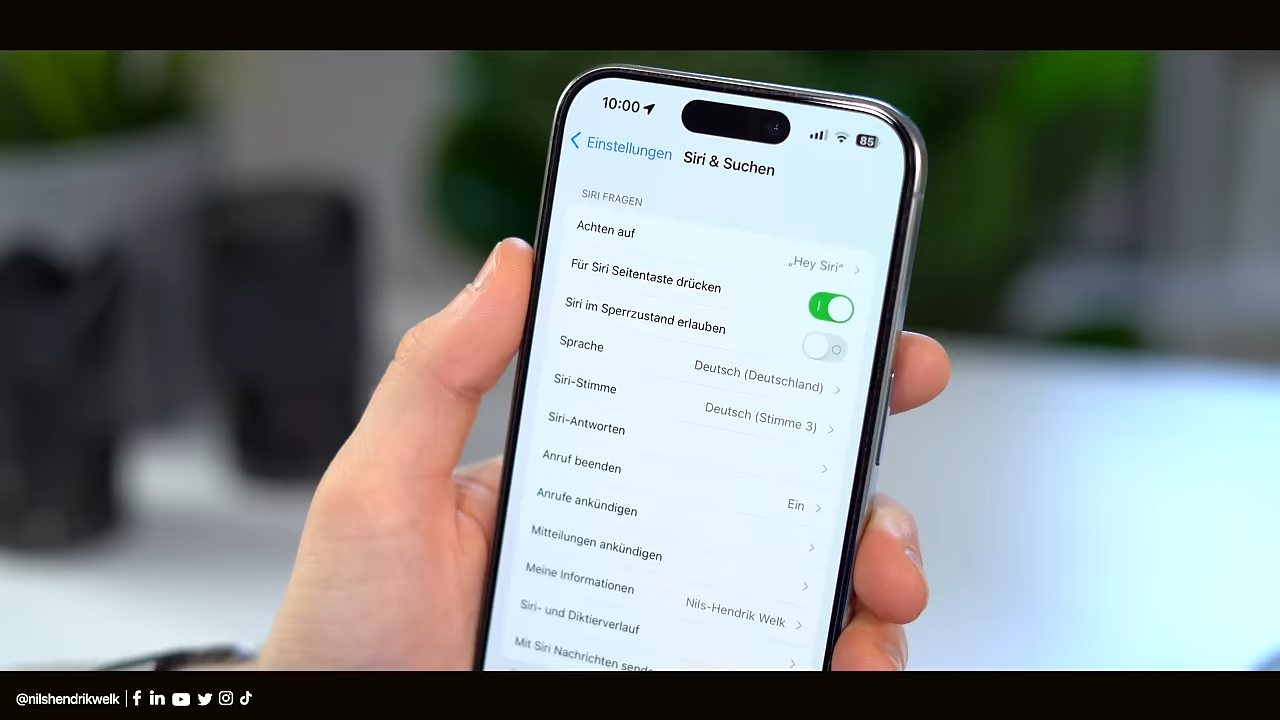 10:00
85
Einstellungen
Siri & Suchen
SIRI FRAGEN
Achten auf
„Hey Siri“
Für Siri Seitentaste drücken
Siri im Sperrzustand erlauben
Sprache
Deutsch (Deutschland)
Siri-Stimme
Deutsch (Stimme 3)
Siri-Antworten
Anruf beenden
Ein
Anrufe ankündigen
Mitteilungen ankündigen
Meine Informationen
Nils-Hendrik Welk
Siri- und Diktierverlauf
Mit Siri Nachrichten sende
@nilshendrikwelk